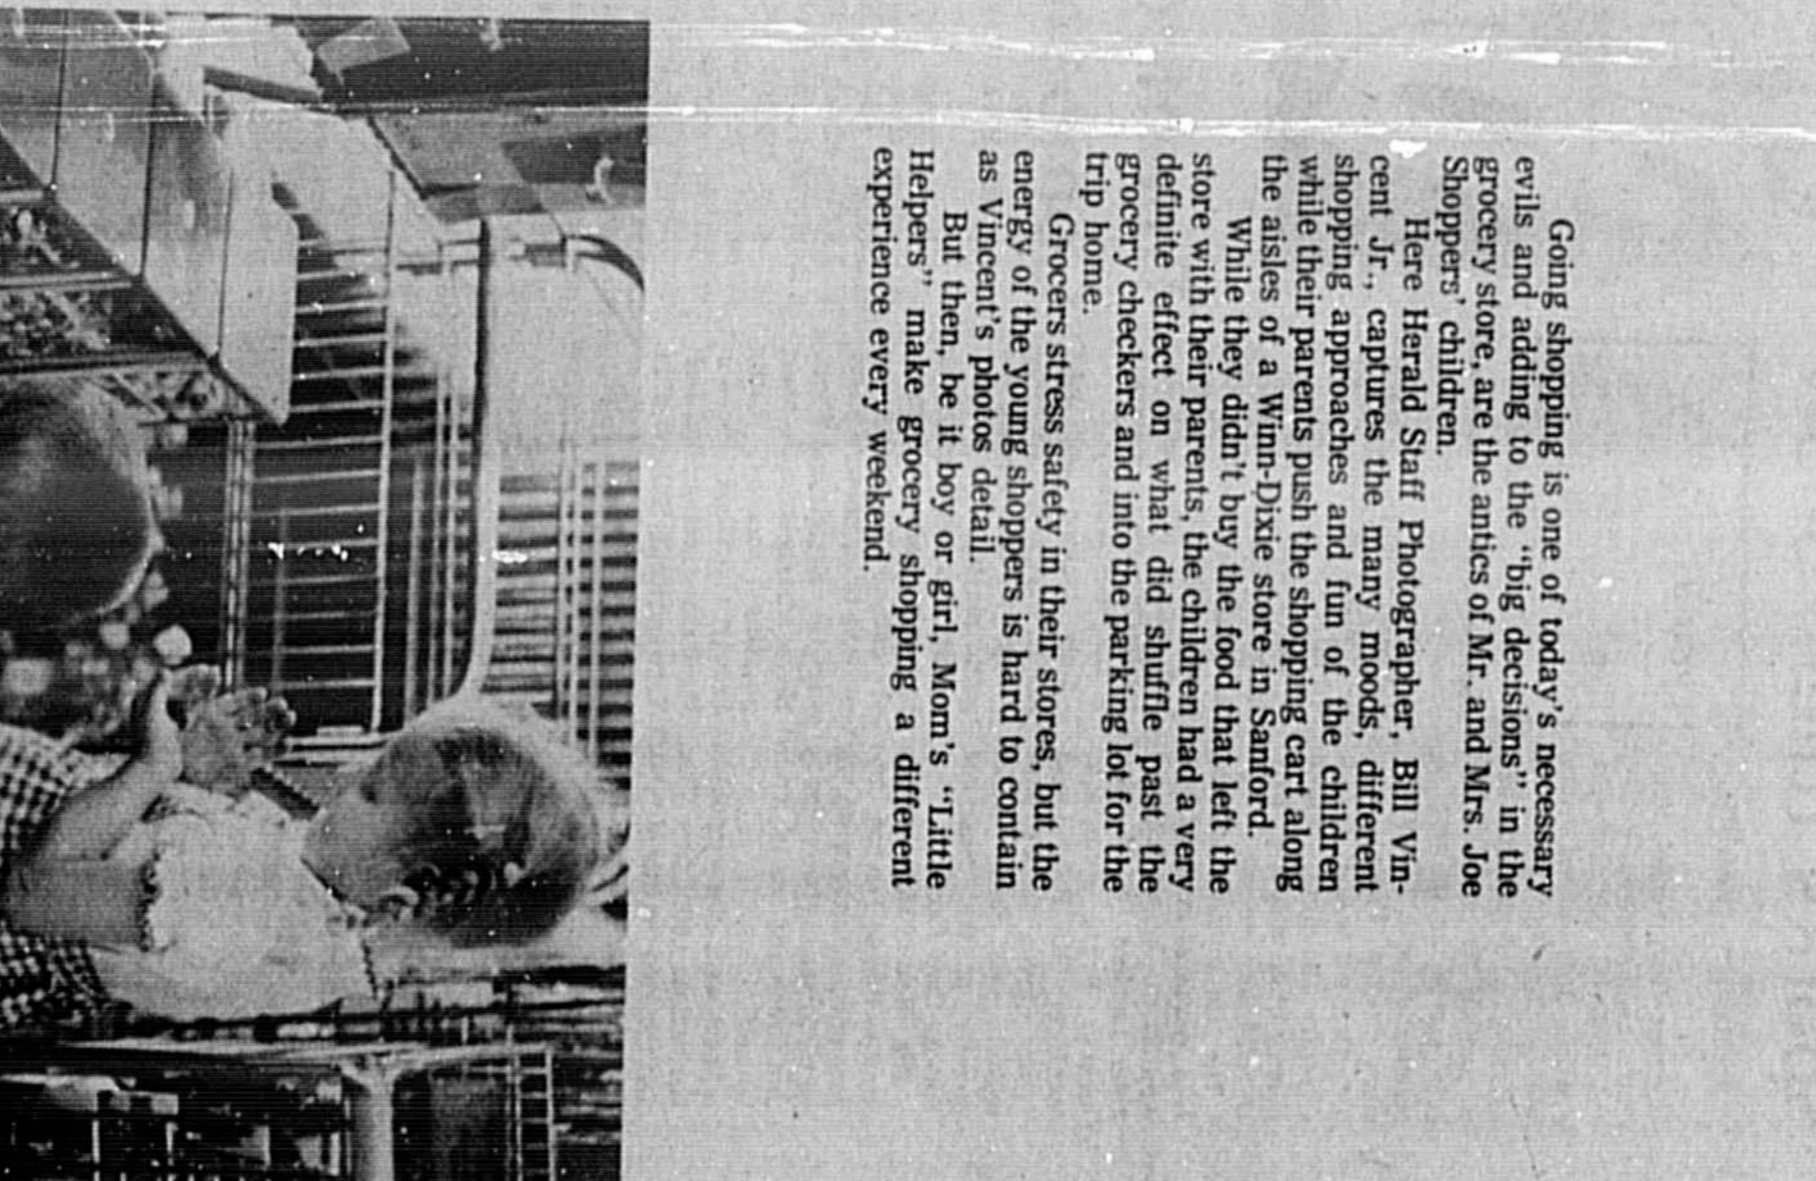 Going shopping is one of today's necessary
evils and adding to the "big decisions" in the
grocery store, are the antics of Mr. and Mrs. Joe
Shoppers' children.
Here Herald Staff Photographer, Bill Vin-
cent Jr., captures the many moods, different
shopping approaches and fun of the children
while their parents push the shopping cart along
the aisles of a Winn-Dixie store in Sanford.
While they didn't buy the food that left the
store with their parents, the children had a very
definite effect on what did shuffle past the
grocery checkers and into the parking lot for the
trip home.
Grocers stress safety in their stores, but the
energy of the young shoppers is hard to contain
as Vincent's photos detail.
But then, be it boy or girl, Mom's "Little
Helpers" make grocery shopping a different
experience every weekend.